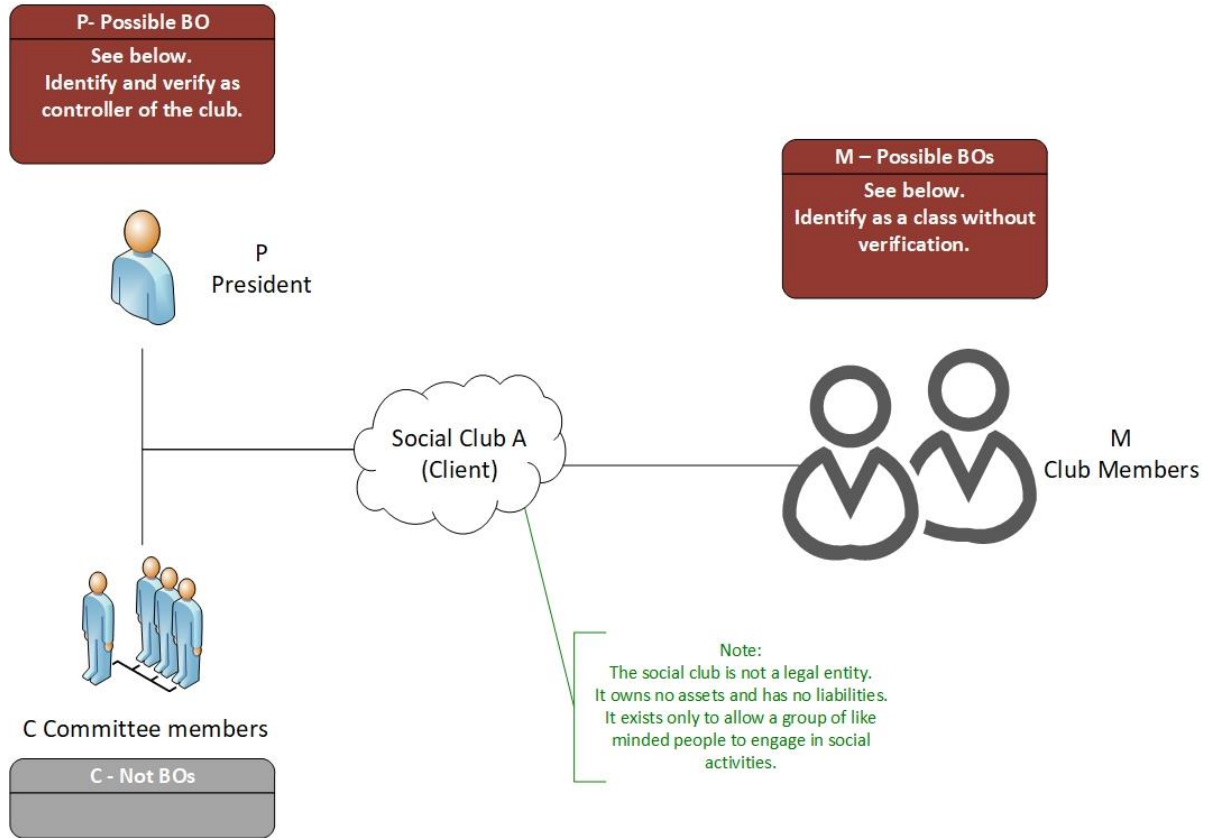 P- Possible BO
See below.
Identify and verify as
controller of the club.
M – Possible BOs
See below.
Identify as a class without
verification.
P
President
Social Club A
(Client)
M
Club Members
C Committee members
C - Not BOs
Note:
The social club is not a legal entity.
It owns no assets and has no liabilities.
It exists only to allow a group of like
minded people to engage in social
activities.